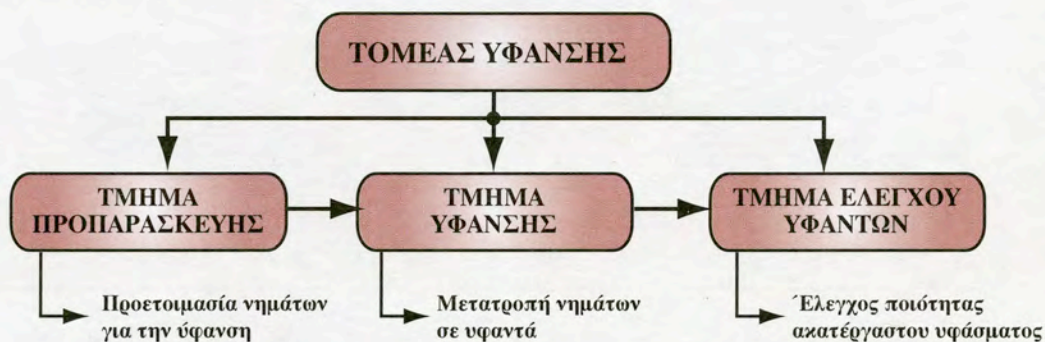 ΤΟΜΕΑΣ ΥΦΑΝΣΗΣ
ΤΜΗΜΑ
ΠΡΟΠΑΡΑΣΚΕΥΗΣ
ΤΜΗΜΑ
ΥΦΑΝΣΗΣ
ΤΜΗΜΑ ΕΛΕΓΧΟΥ
ΥΦΑΝΤΩΝ
Προετοιμασία νημάτων
για την ύφανση
Μετατροπή νημάτων
σε υφαντά
Έλεγχος ποιότητας
ακατέργαστου υφάσματος